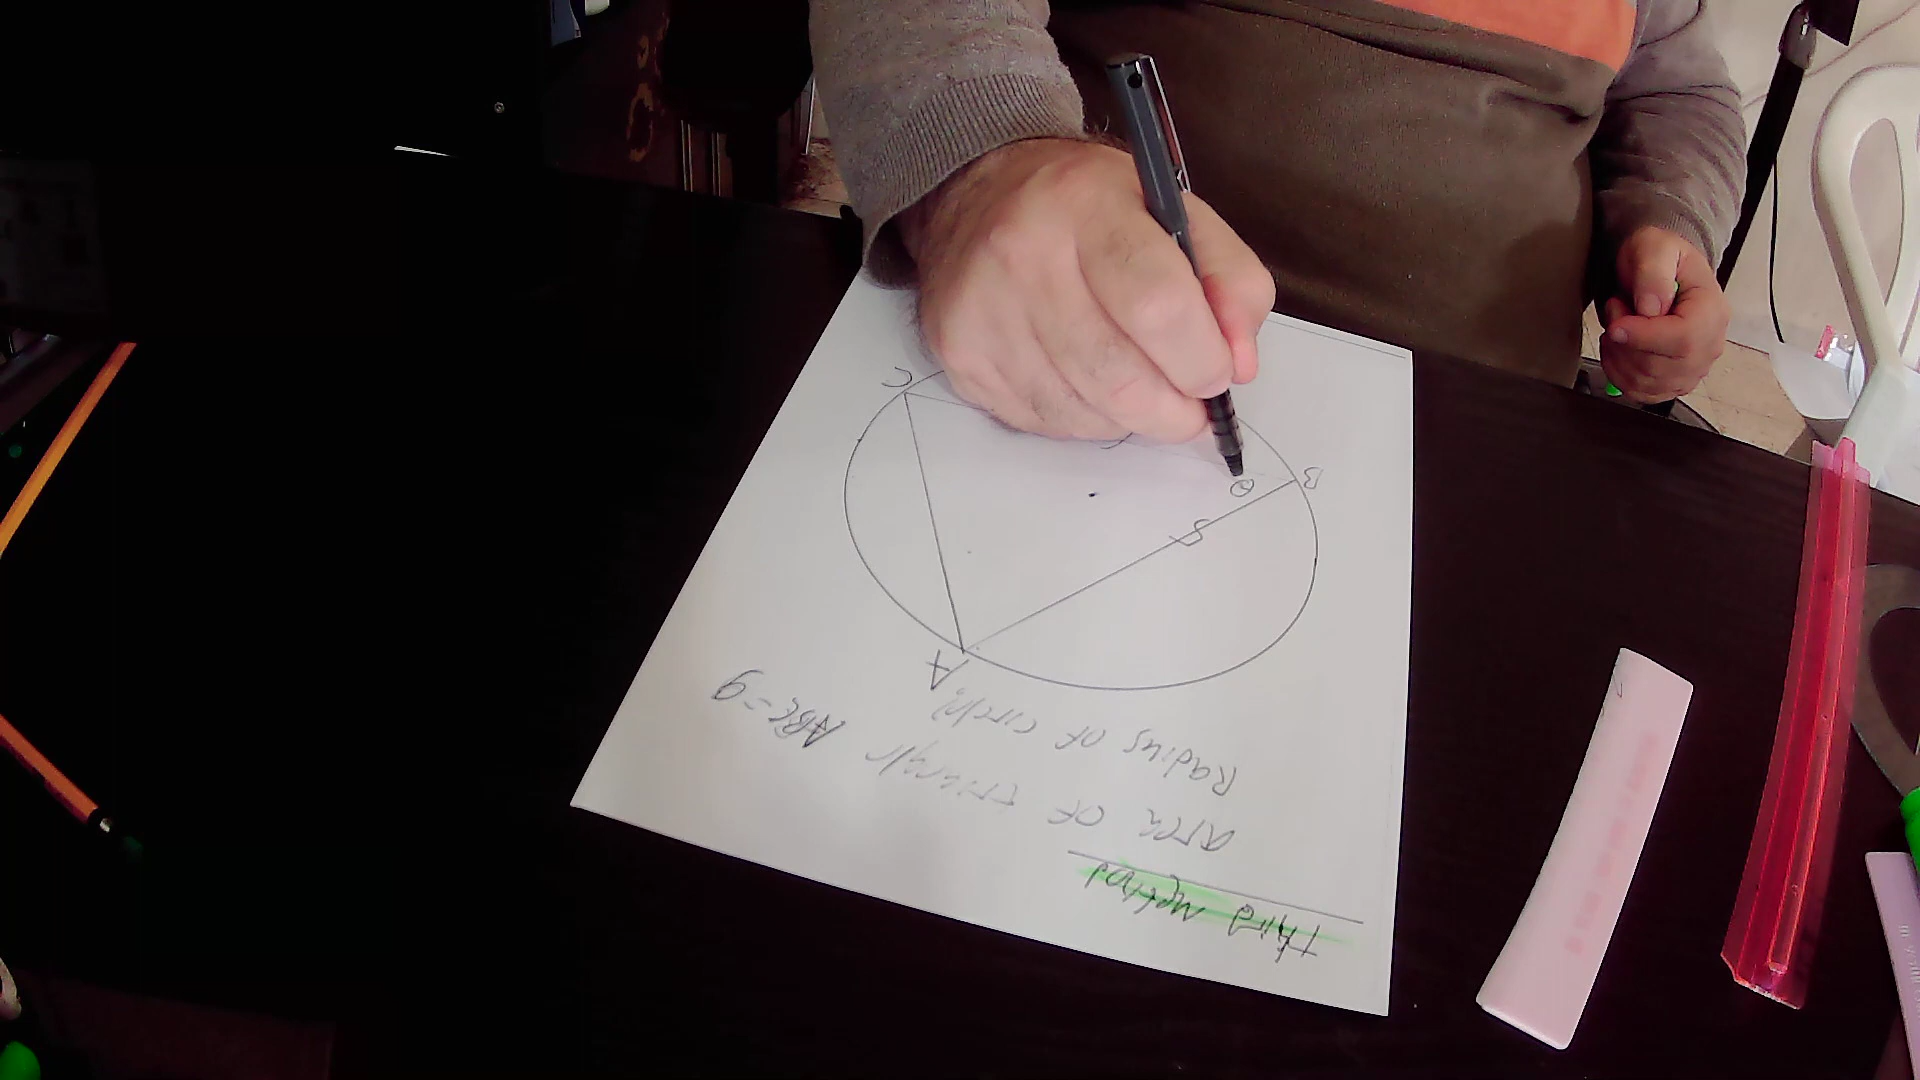 third method
area of triangle ABC = 9
Radius of circle?
A
B
5
θ
C